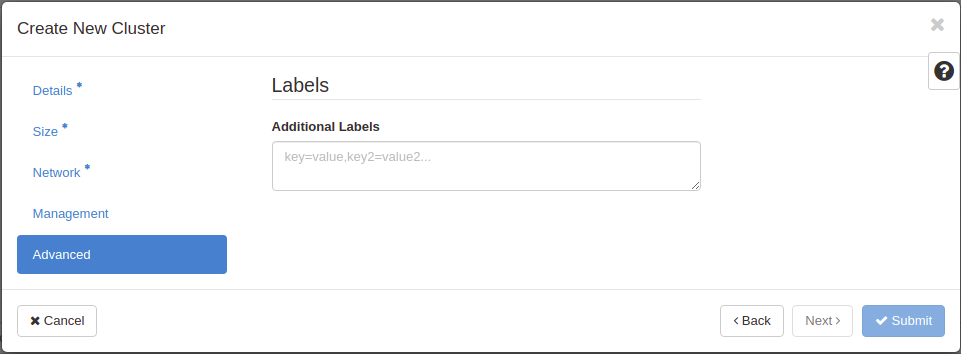 Create New Cluster
Details *
Size *
Network *
Management
Advanced
Labels
Additional Labels
key=value,key2=value2...
Cancel
Back
Next
Submit